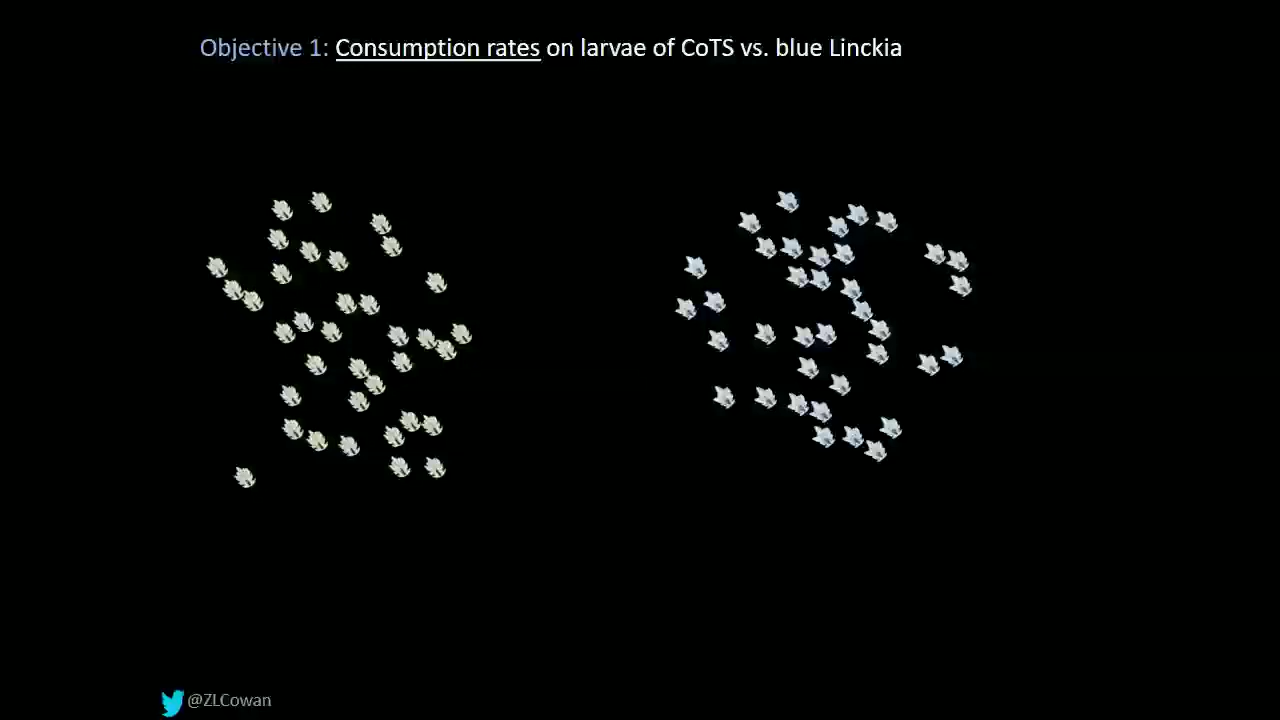 Objective 1: Consumption rates on larvae of CoTS vs. blue Linckia
@ZLCowan